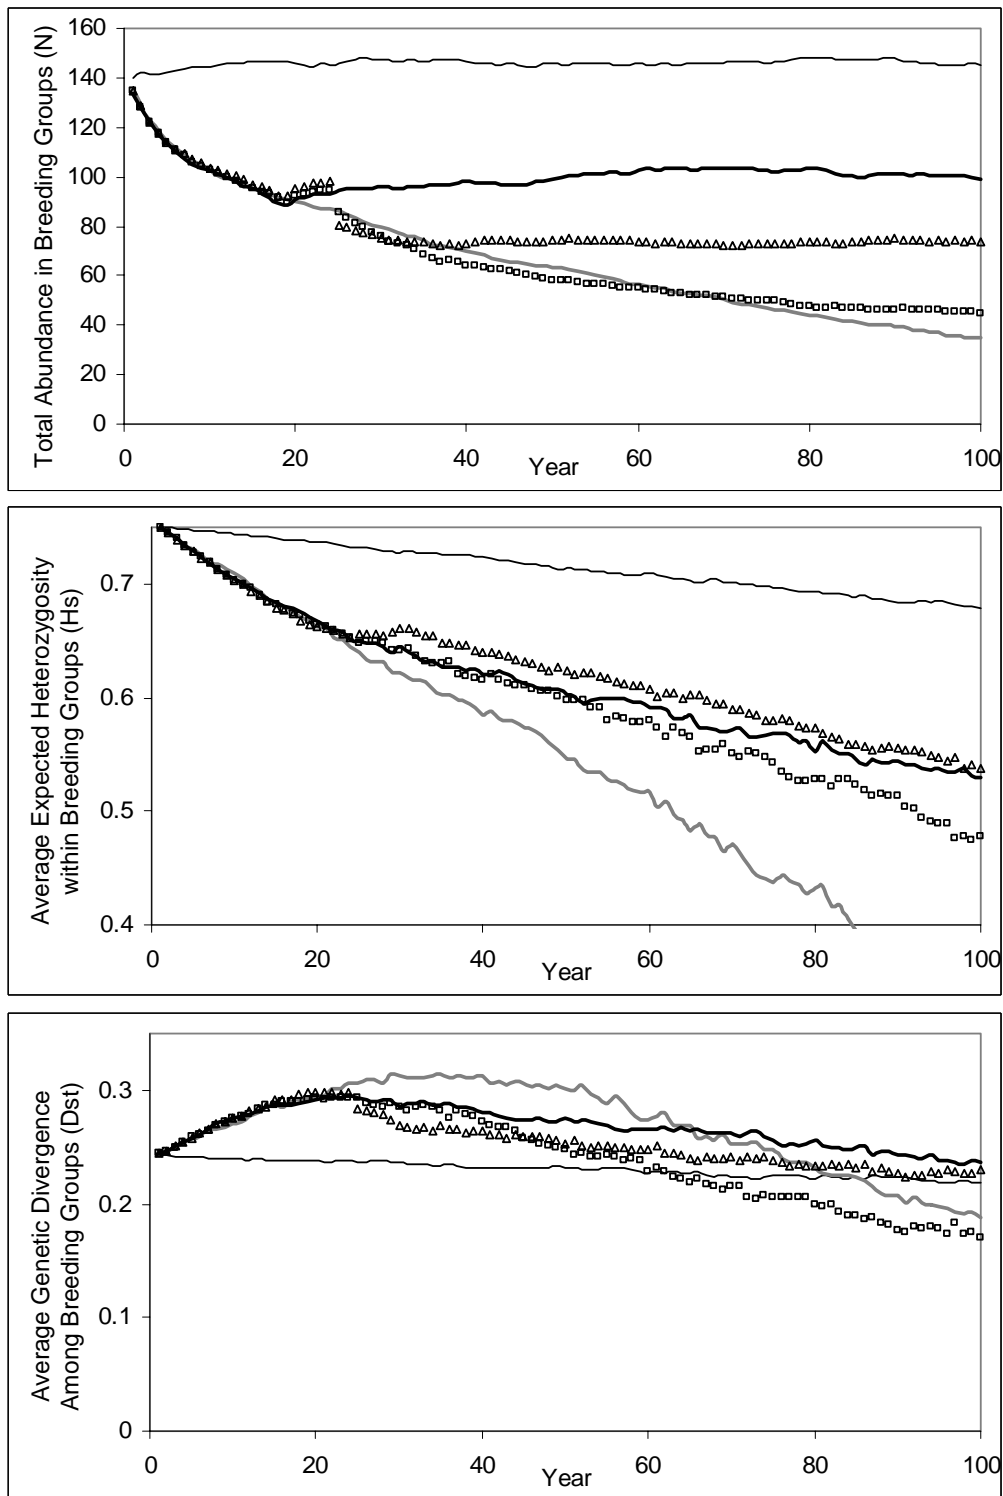 Total Abundance in Breeding Groups (N)
160
140
120
100
80
60
40
20
0
0 20 40 60 80 100
Year
Average Expected Heterozygosity
within Breeding Groups (Hs)
0.7
0.6
0.5
0.4
0 20 40 60 80 100
Year
Average Genetic Divergence
Among Breeding Groups (Dst)
0.3
0.2
0.1
0
0 20 40 60 80 100
Year